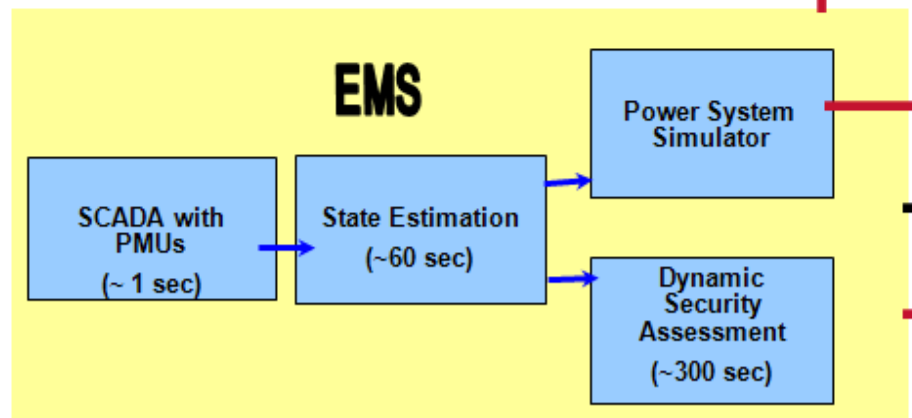 EMS
SCADA with
PMUs
(~ 1 sec)
State Estimation
(~60 sec)
Power System
Simulator
Dynamic
Security
Assessment
(~300 sec)